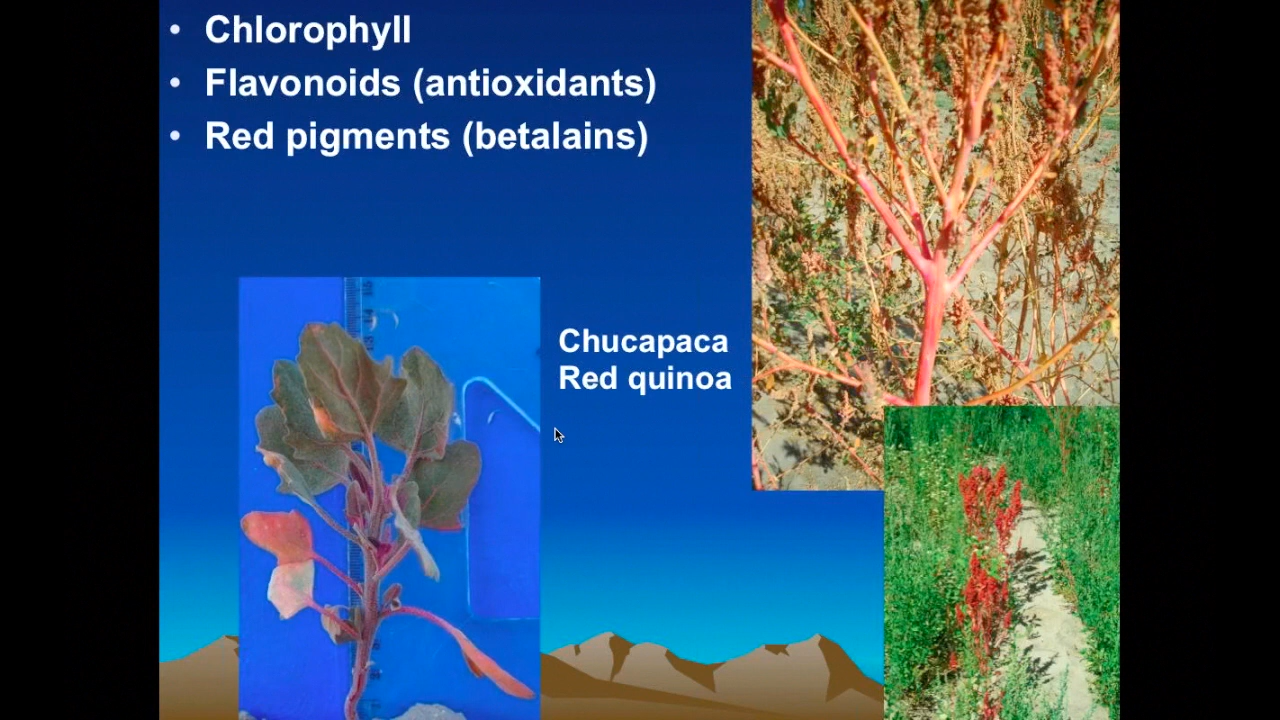 • Chlorophyll
• Flavonoids (antioxidants)
• Red pigments (betalains)
Chucapaca
Red quinoa